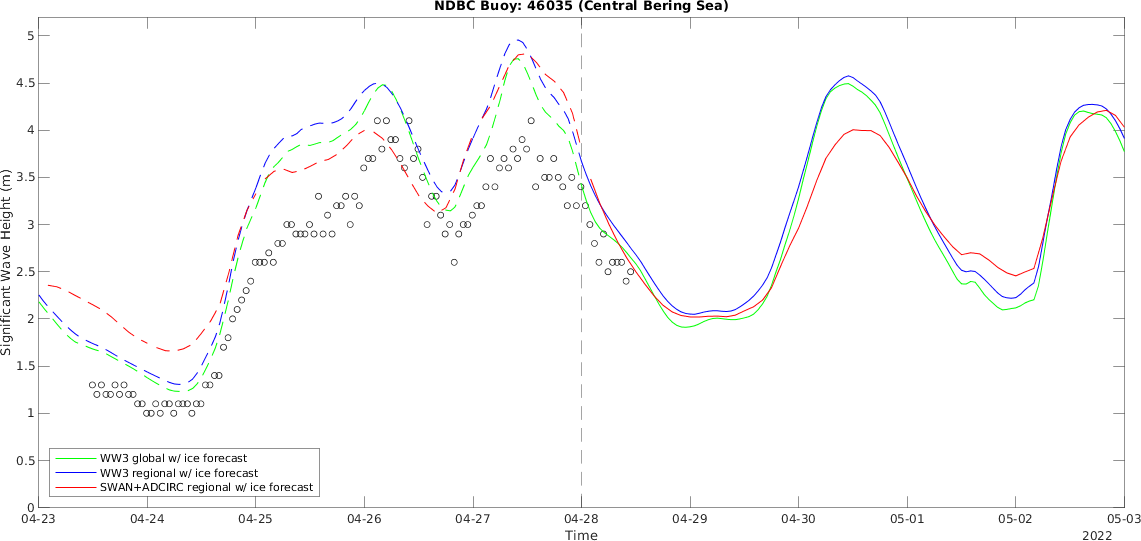 NDBC Buoy: 46035 (Central Bering Sea)
5
4.5
4
3.5
3
2.5
2
1.5
1
0.5
0
Significant Wave Height (m)
WW3 global w/ ice forecast
WW3 regional w/ ice forecast
SWAN+ADCIRC regional w/ ice forecast
04-23 04-24 04-25 04-26 04-27 04-28 04-29 04-30 05-01 05-02 05-03
Time
2022